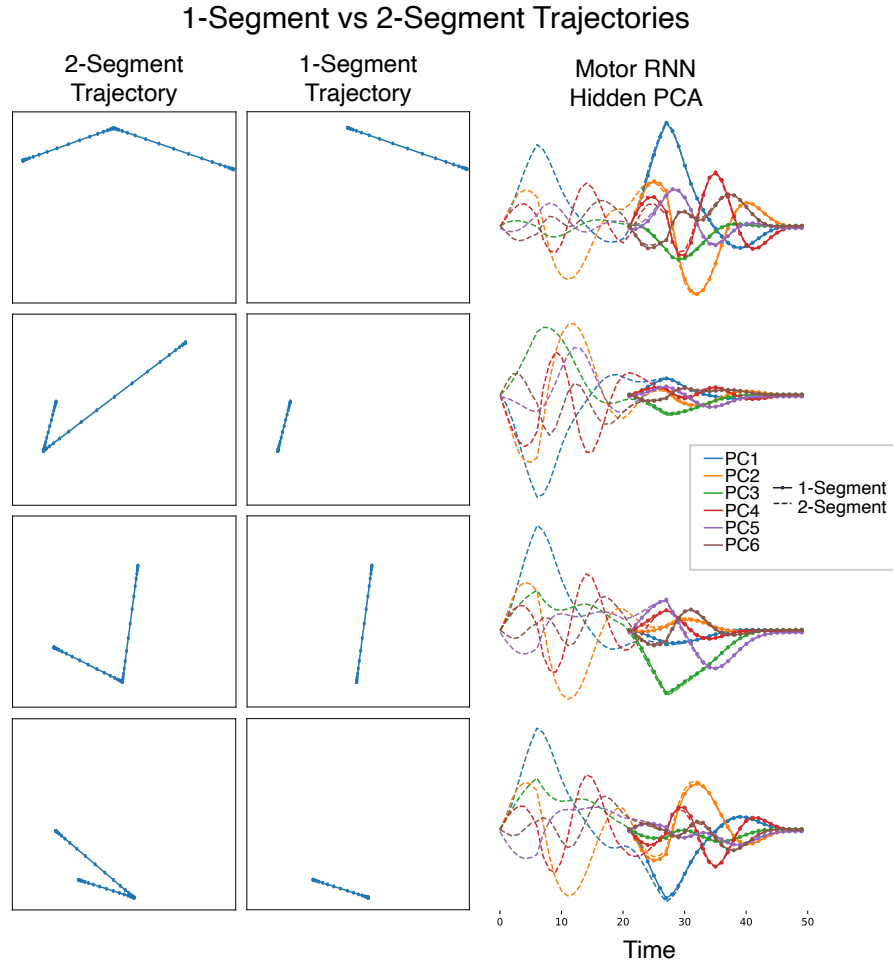 1-Segment vs 2-Segment Trajectories
2-Segment
Trajectory
1-Segment
Trajectory
Motor RNN
Hidden PCA
PC1
PC2
PC3
PC4
PC5
PC6
1-Segment
2-Segment
0 10 20 30 40 50
Time